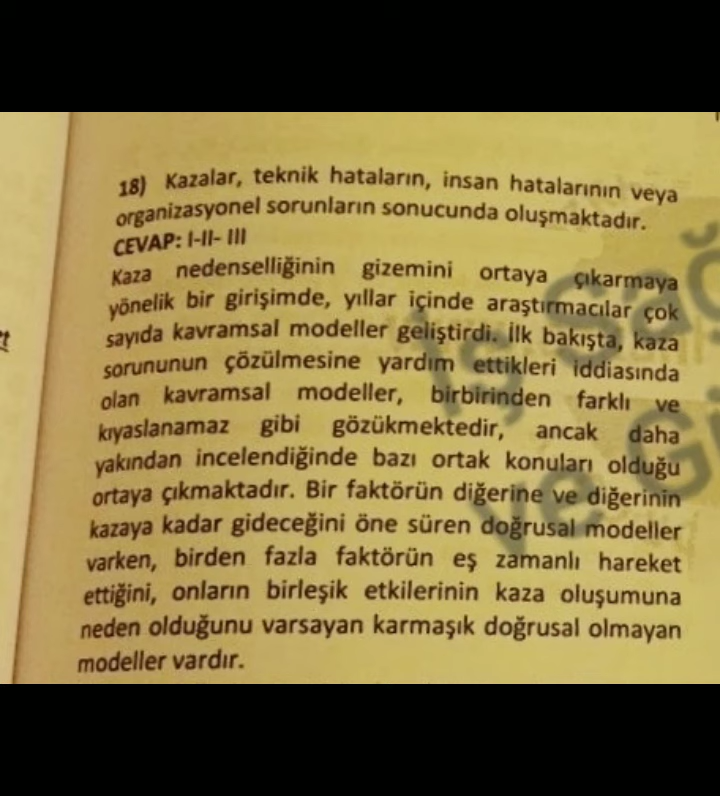 18) Kazalar, teknik hataların, insan hatalarının veya
organizasyonel sorunların sonucunda oluşmaktadır.
CEVAP: I-II- III
Kaza nedenselliğinin gizemini ortaya çıkarmaya
yönelik bir girişimde, yıllar içinde araştırmacılar çok
sayıda kavramsal modeller geliştirdi. İlk bakışta, kaza
sorununun çözülmesine yardım ettikleri iddiasında
olan kavramsal modeller, birbirinden farklı ve
kıyaslanamaz gibi gözükmektedir, ancak daha
yakından incelendiğinde bazı ortak konuları olduğu
ortaya çıkmaktadır. Bir faktörün diğerine ve diğerinin
kazaya kadar gideceğini öne süren doğrusal modeller
varken, birden fazla faktörün eş zamanlı hareket
ettiğini, onların birleşik etkilerinin kaza oluşumuna
neden olduğunu varsayan karmaşık doğrusal olmayan
modeller vardır.